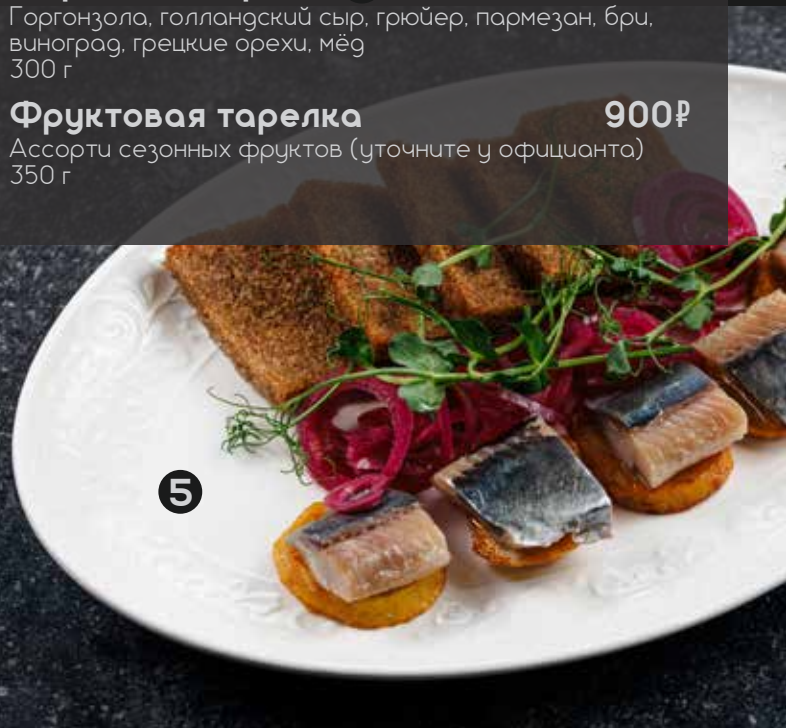 Горгонзола, голландский сыр, грюйер, пармезан, бри,
виноград, грецкие орехи, мёд
300 г
Фруктовая тарелка 900₽
Ассорти сезонных фруктов (уточните у официанта)
350 г
5